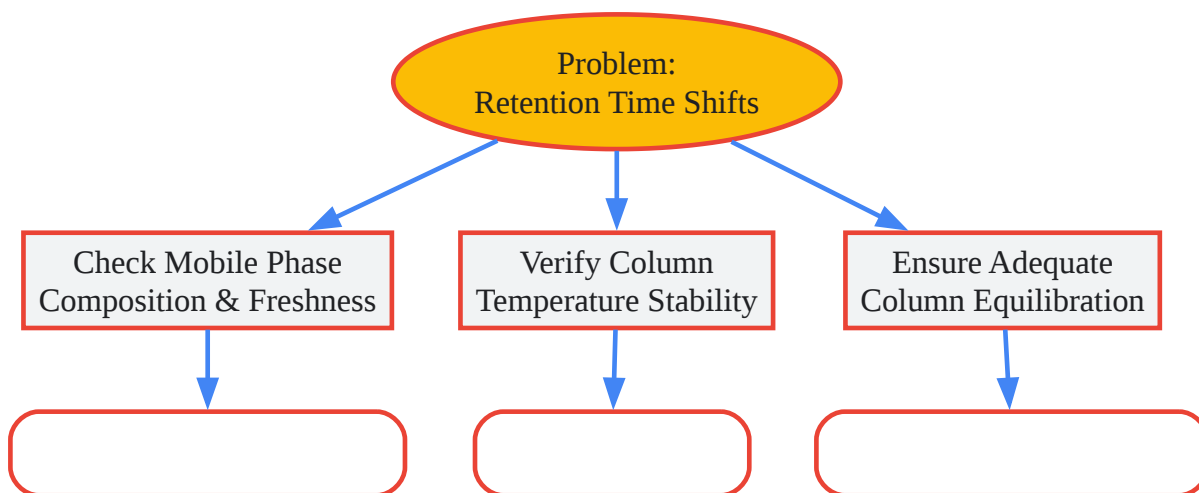 Problem:
Retention Time Shifts
Check Mobile Phase
Composition & Freshness
Verify Column
Temperature Stability
Ensure Adequate
Column Equilibration